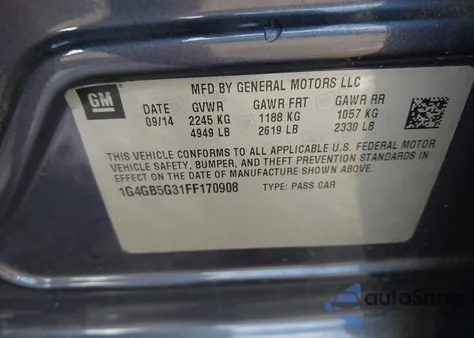 GM
MFD BY GENERAL MOTORS LLC
DATE GVWR GAWR FRT GAWR RR
09/14 2245 KG 1188 KG 1057 KG
4949 LB 2619 LB 2330 LB
THIS VEHICLE CONFORMS TO ALL APPLICABLE U.S. FEDERAL MOTOR
VEHICLE SAFETY, BUMPER, AND THEFT PREVENTION STANDARDS
IN EFFECT ON THE DATE OF MANUFACTURE SHOWN ABOVE.
1G4GB5G31FF170908 TYPE: PASS CAR
autoSnap